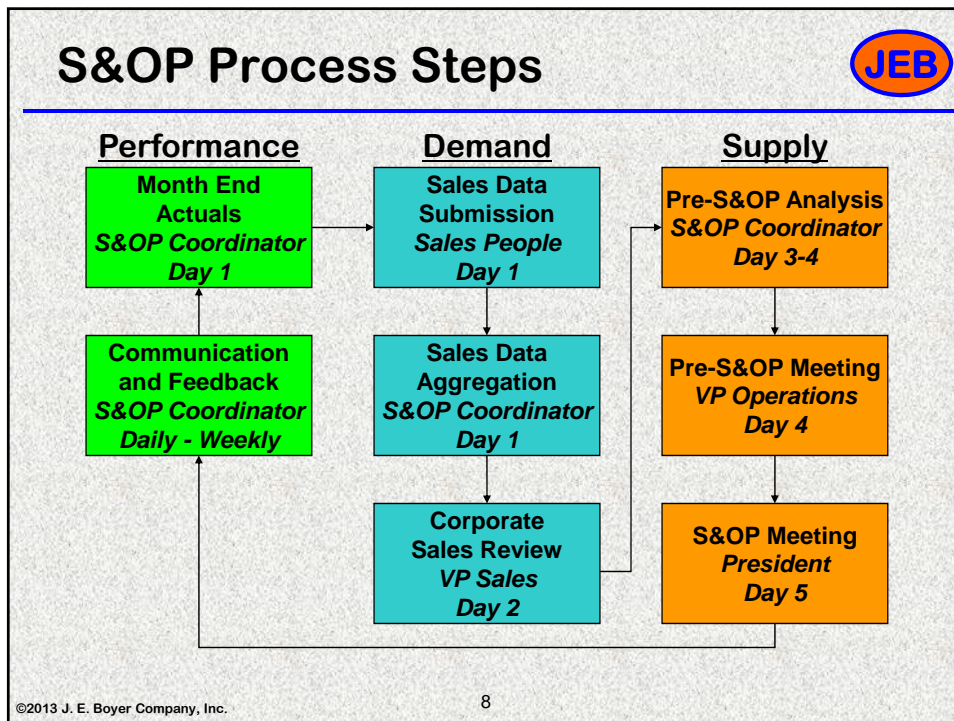 S&OP Process Steps
JEB
Performance
Month End
Actuals
S&OP Coordinator
Day 1
Communication
and Feedback
S&OP Coordinator
Daily - Weekly
Demand
Sales Data
Submission
Sales People
Day 1
Sales Data
Aggregation
S&OP Coordinator
Day 1
Corporate
Sales Review
VP Sales
Day 2
Supply
Pre-S&OP Analysis
S&OP Coordinator
Day 3-4
Pre-S&OP Meeting
VP Operations
Day 4
S&OP Meeting
President
Day 5
©2013 J. E. Boyer Company, Inc.
8